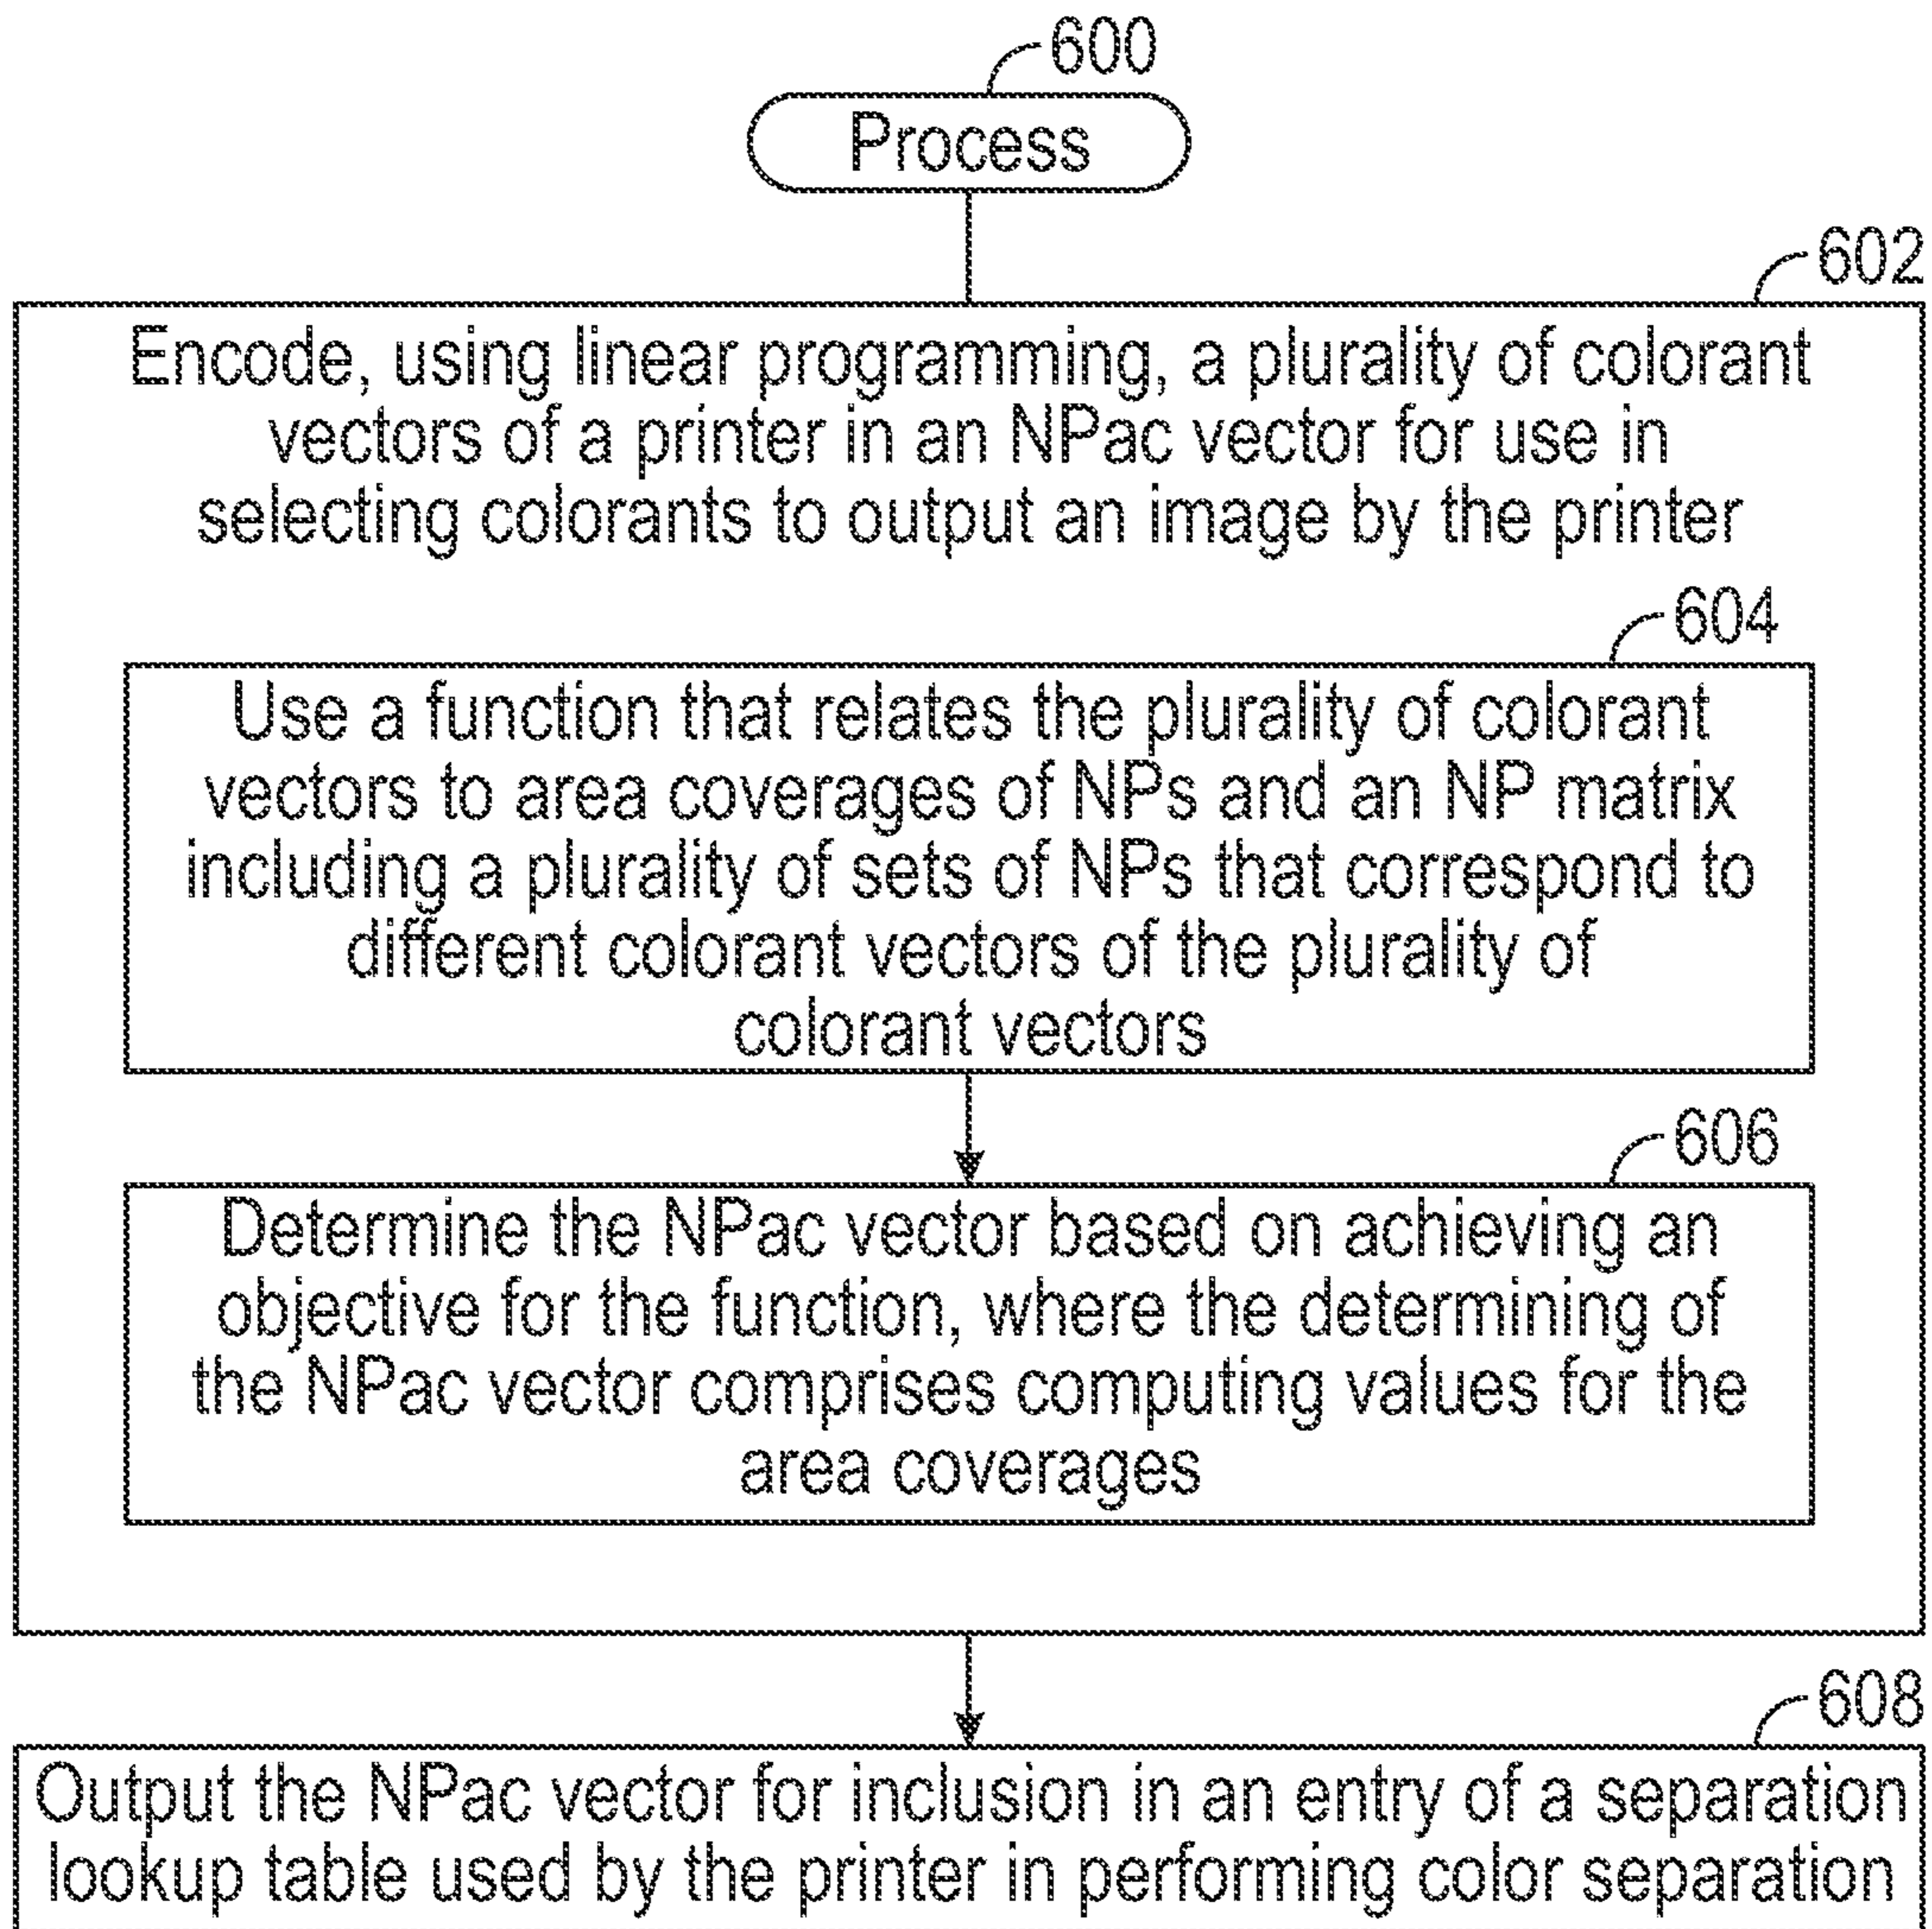 600
Process
602
Encode, using linear programming, a plurality of colorant
vectors of a printer in an NPac vector for use in
selecting colorants to output an image by the printer
604
Use a function that relates the plurality of colorant
vectors to area coverages of NPs and an NP matrix
including a plurality of sets of NPs that correspond to
different colorant vectors of the plurality of
colorant vectors
606
Determine the NPac vector based on achieving an
objective for the function, where the determining of
the NPac vector comprises computing values for the
area coverages
608
Output the NPac vector for inclusion in an entry of a separation
lookup table used by the printer in performing color separation